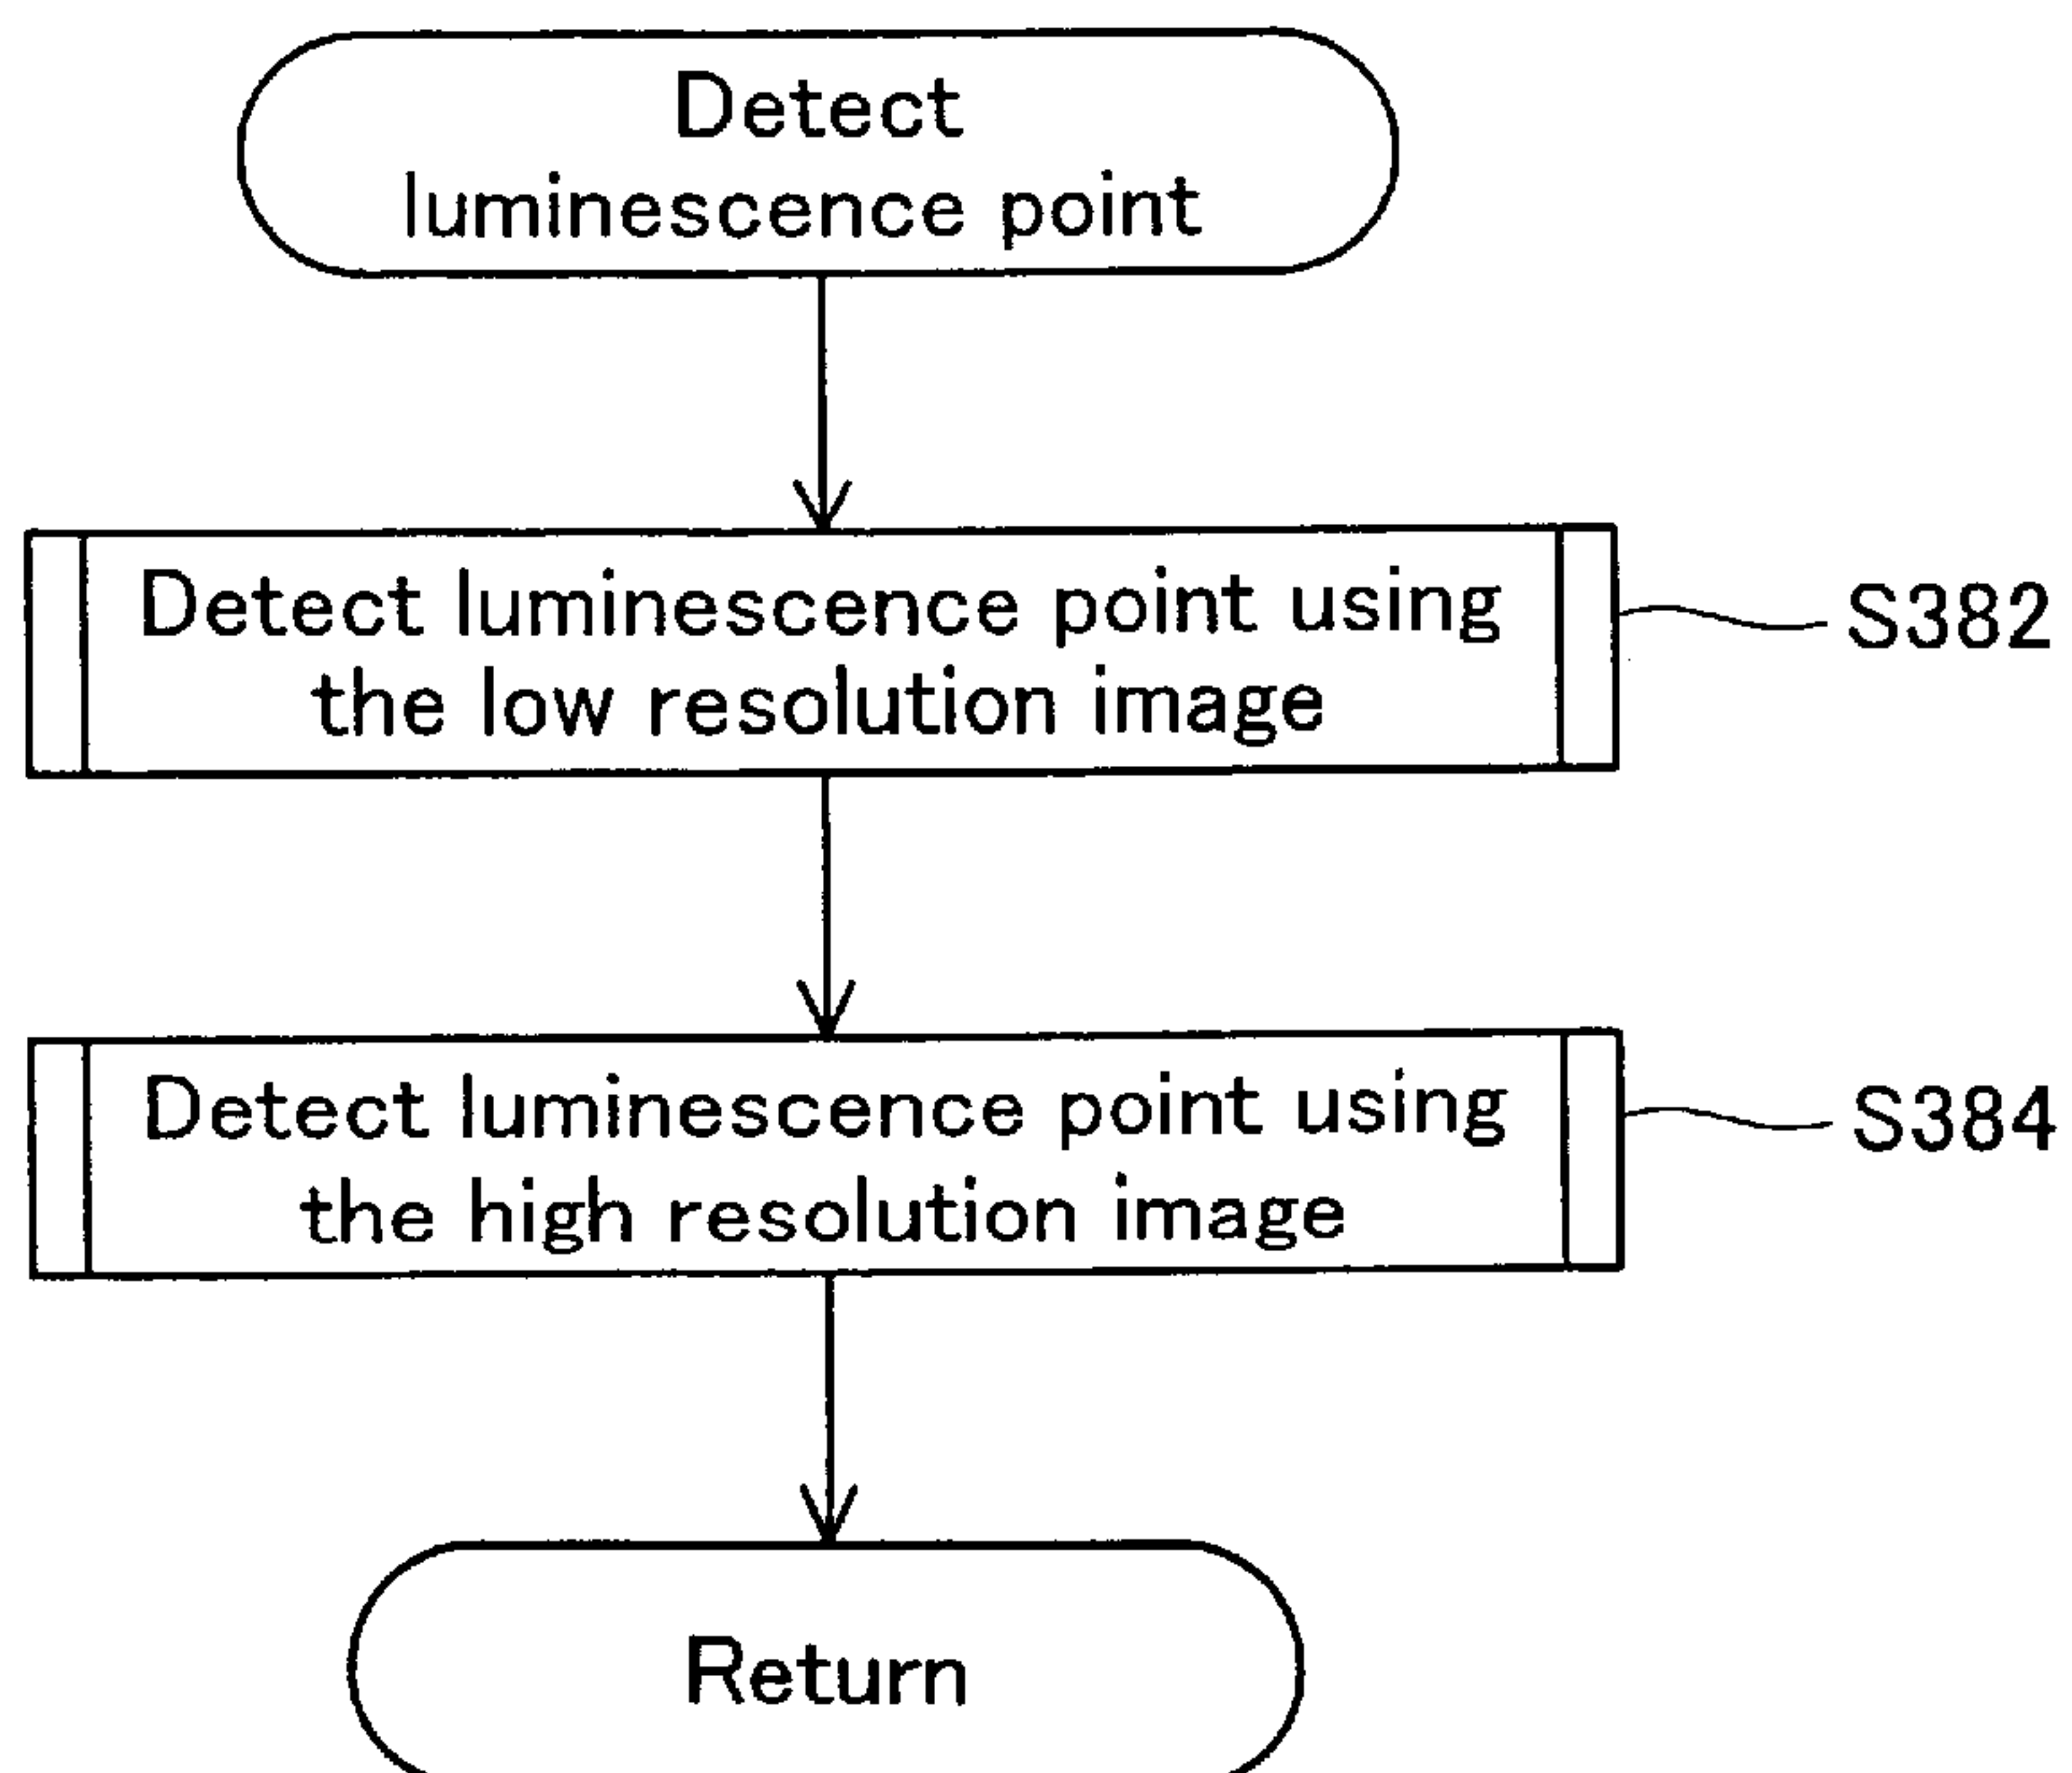 Detect
luminescence point
Detect luminescence point using
the low resolution image
S382
Detect luminescence point using
the high resolution image
S384
Return